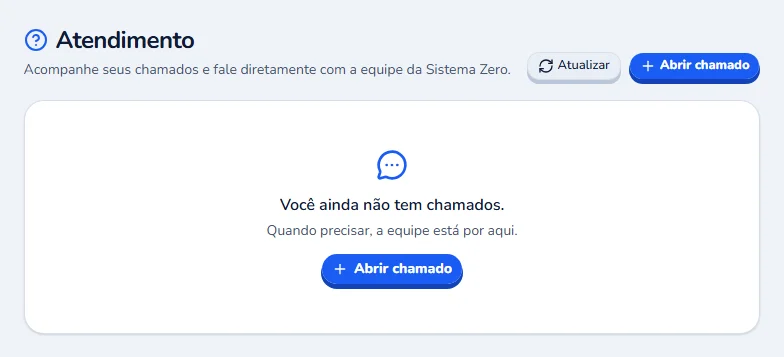 Atendimento
Acompanhe seus chamados e fale diretamente com a equipe da Sistema Zero.
Atualizar
Abrir chamado
Você ainda não tem chamados.
Quando precisar, a equipe está por aqui.
Abrir chamado